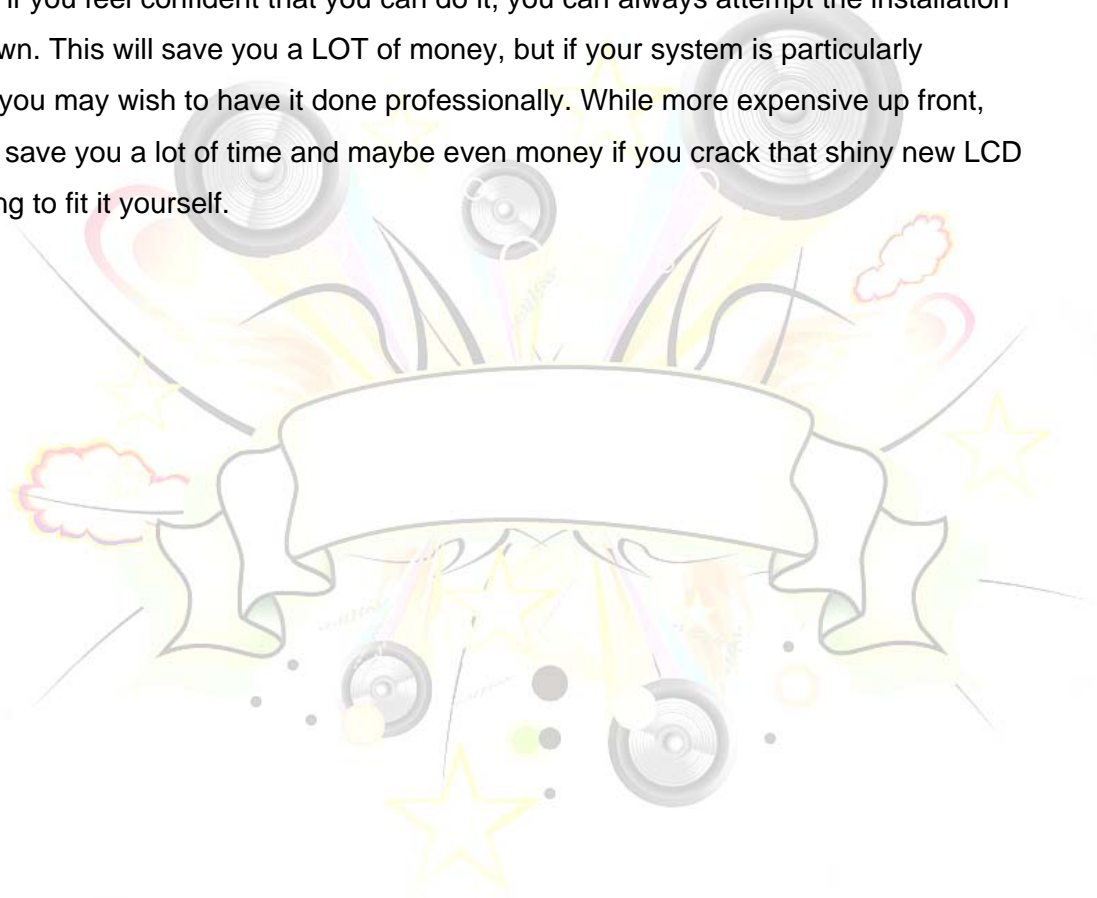 if you feel confident that you can do it, you can always attempt the installation
wn. This will save you a LOT of money, but if your system is particularly
you may wish to have it done professionally. While more expensive up front,
save you a lot of time and maybe even money if you crack that shiny new LCD
ng to fit it yourself.